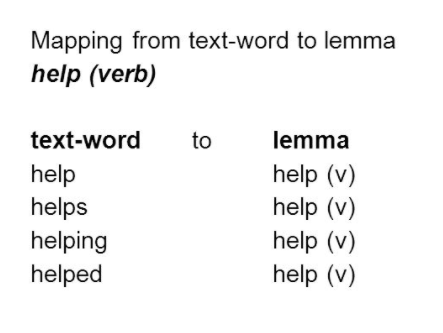 Mapping from text-word to lemma
help (verb)
text-word to lemma
help help (v)
helps help (v)
helping help (v)
helped help (v)